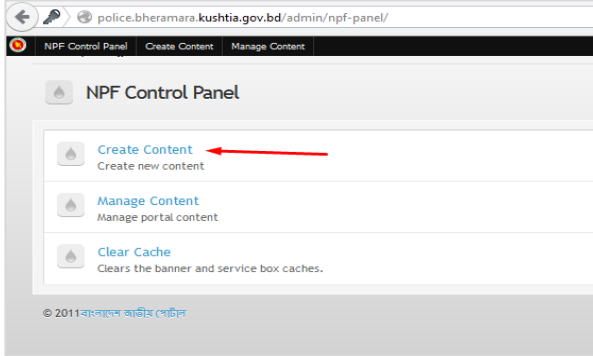 police.bheramara.kushtia.gov.bd/admin/npf-panel/
NPF Control Panel Create Content Manage Content
NPF Control Panel
Create Content
Create new content
Manage Content
Manage portal content
Clear Cache
Clears the banner and service box caches.
© 2011 বাংলাদেশ জাতীয় পোর্টাল